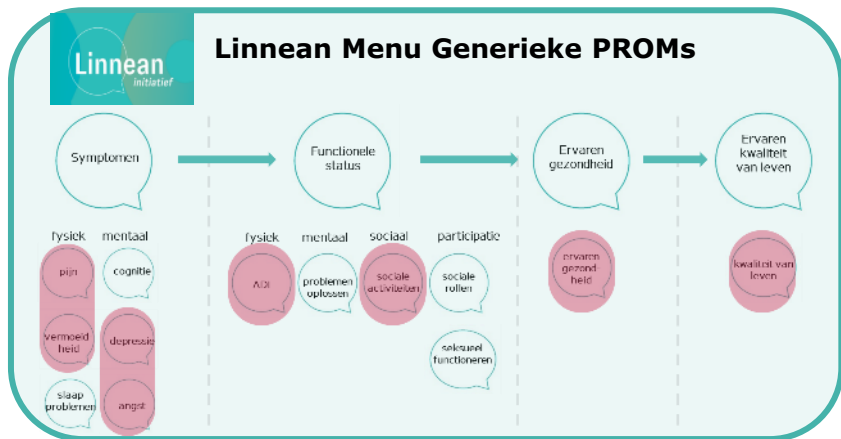 Linnean
initiatief
Linnean Menu Generieke PROMs
Symptomen
Functionele
status
Ervaren
gezondheid
Ervaren
kwaliteit
van leven
fysiek mentaal
fysiek mentaal sociaal participatie
pijn
cognitie
ADL
problemen
oplossen
sociale
activiteiten
sociale
rollen
ervaren
gezond-
heid
kwaliteit van
leven
vermoeid
heid
depressie
seksueel
functioneren
slaap
problemen
angst